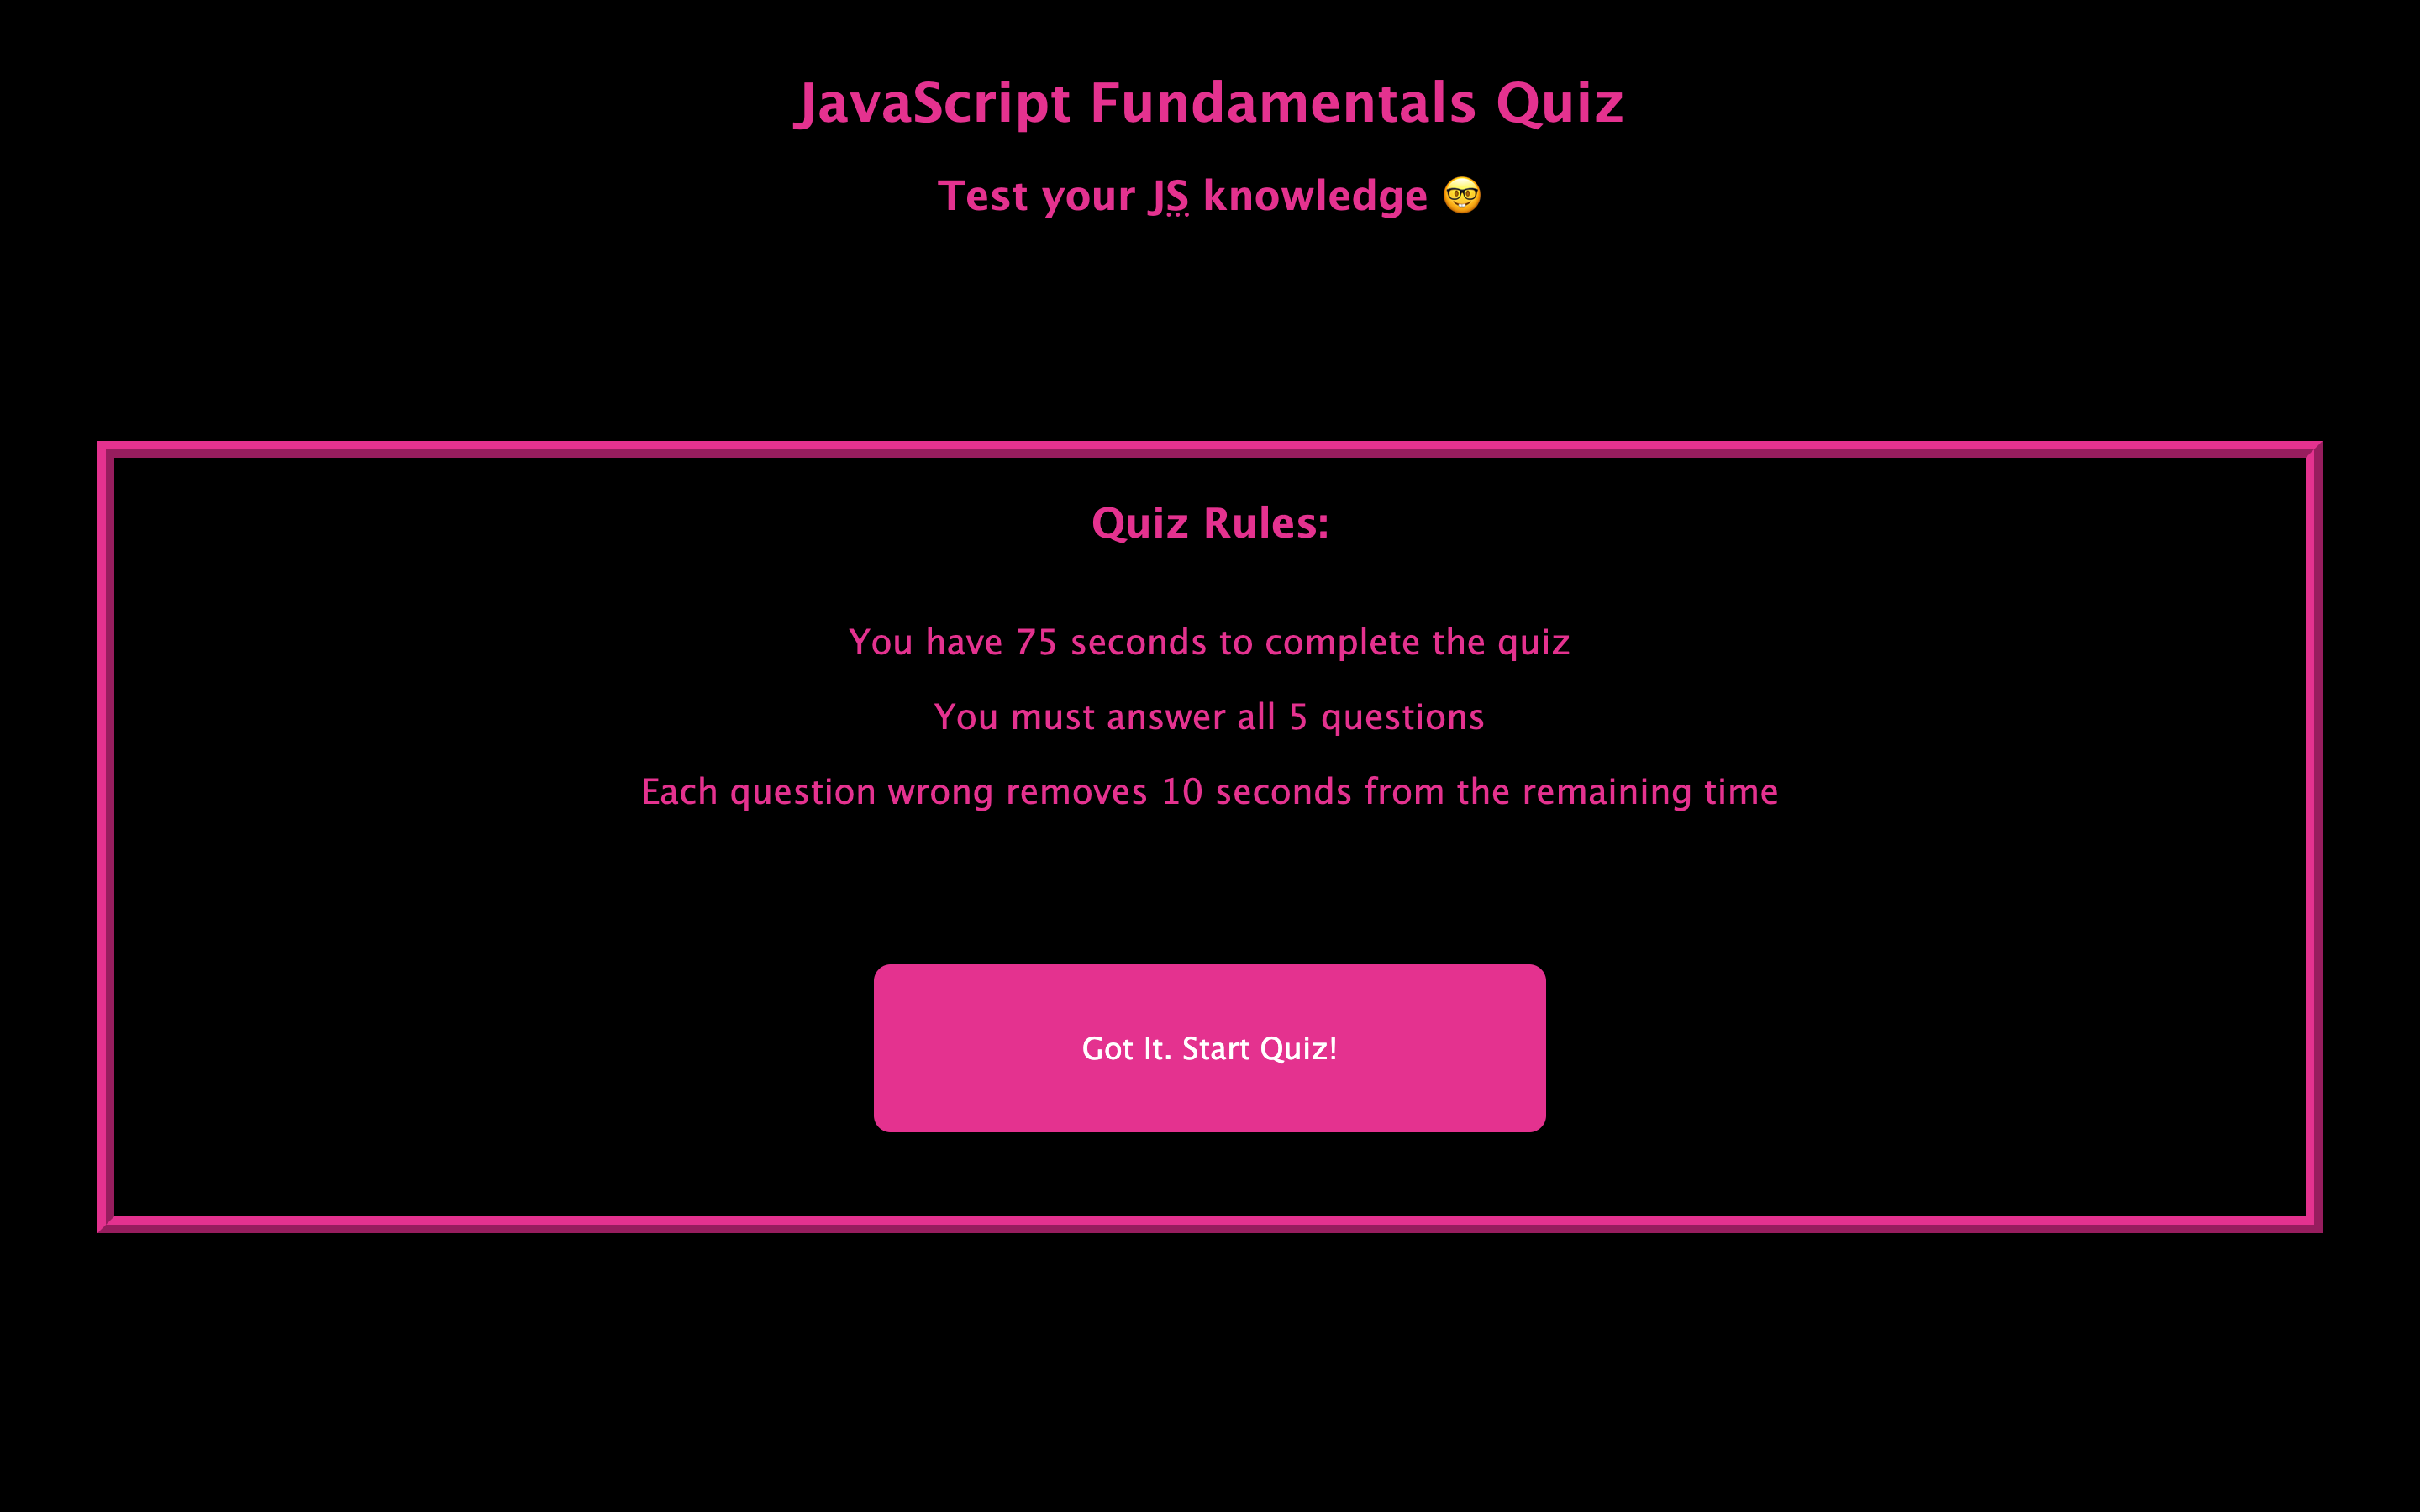 JavaScript Fundamentals Quiz
Test your JS knowledge 🤓
Quiz Rules:
You have 75 seconds to complete the quiz
You must answer all 5 questions
Each question wrong removes 10 seconds from the remaining time
Got It. Start Quiz!